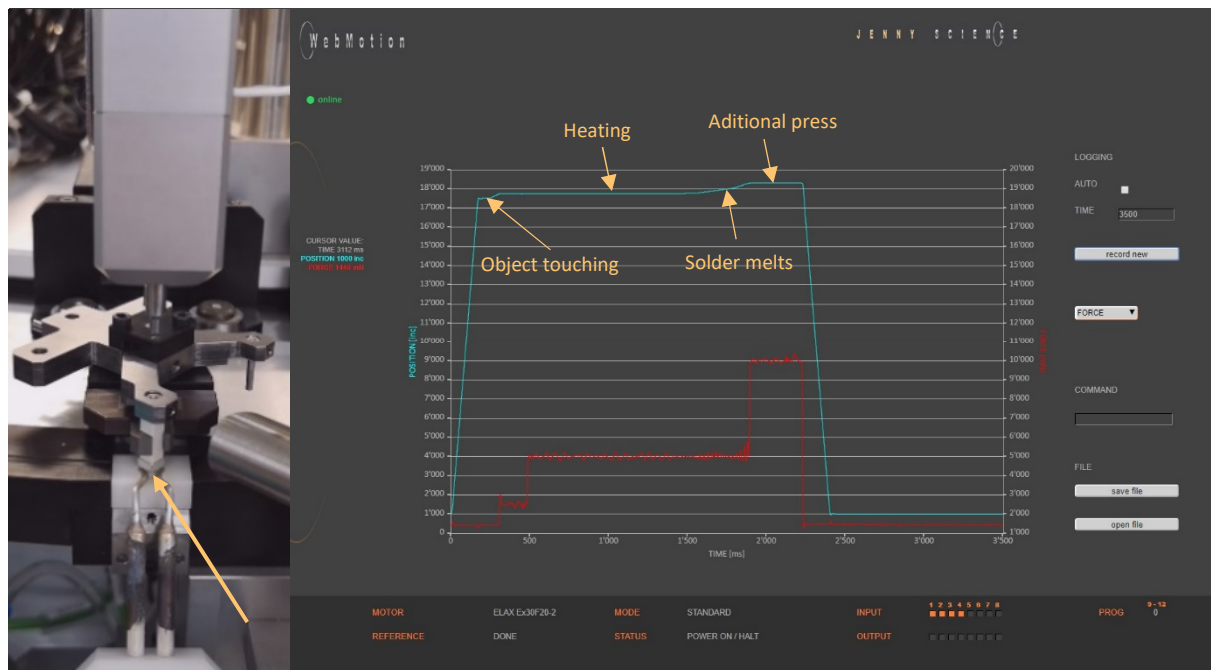 WebMotion
JENNY SCIENCE
online
Heating
Aditional press
Object touching
Solder melts
CURSOR VALUE:
TIME 3112 ms
POSITION 1000 inc
19'000
18'000
17'000
16'000
15'000
14'000
13'000
12'000
11'000
10'000
9'000
8'000
7'000
6'000
5'000
4'000
3'000
2'000
1'000
0
POSITION [inc]
20'000
19'000
18'000
17'000
16'000
15'000
14'000
13'000
12'000
11'000
10'000
9'000
8'000
7'000
6'000
5'000
4'000
3'000
2'000
1'000
0 500 1'000 1'500 2'000 2'500 3'000 3'500
TIME [ms]
LOGGING
AUTO
TIME 3500
record new
FORCE
COMMAND
FILE
save file
open file
MOTOR ELAX Ex30F20-2 MODE STANDARD INPUT 1 2 3 4 5 6 7 8 PROG 9-12 0
REFERENCE DONE STATUS POWER ON / HALT OUTPUT